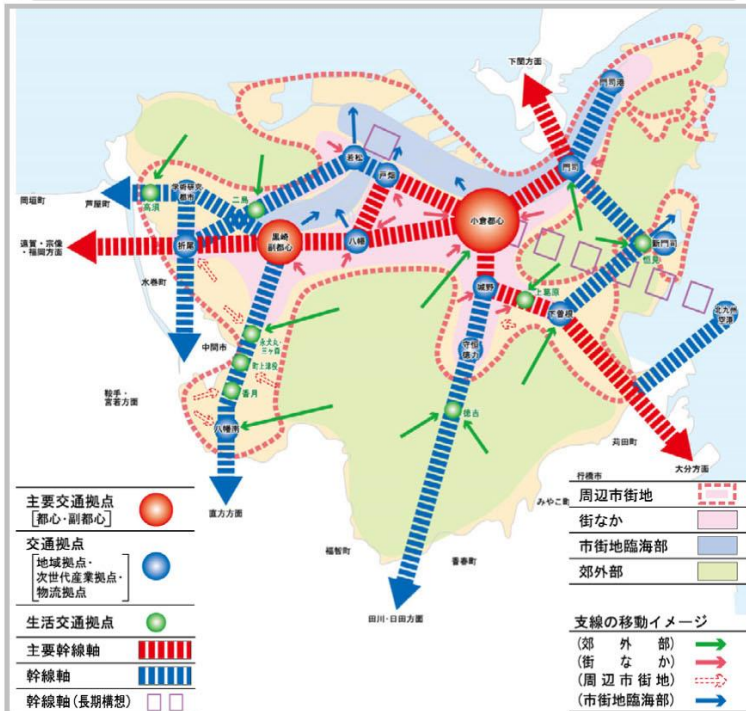 下関方面
門司港
若松
戸畑
門司
小倉都心
岡垣町
芦屋町
高須
学術研究
都市
二島
黒崎
副都心
八幡
新門司
恒見
遠賀・宗像
・福岡方面
折尾
水巻町
城野
上葛原
下曽根
北九州
空港
中間市
永犬丸・
三ヶ森
町上津役
守恒
徳力
鞍手・
宮若方面
香月
八幡南
徳吉
苅田町
大分方面
直方方面
行橋市
みやこ町
福智町
香春町
田川・日田方面
主要交通拠点
[都心・副都心]
交通拠点
[地域拠点・
次世代産業拠点・
物流拠点]
生活交通拠点
主要幹線軸
幹線軸
幹線軸(長期構想)
周辺市街地
街なか
市街地臨海部
郊外部
支線の移動イメージ
(郊外部)
(街なか)
(周辺市街地)
(市街地臨海部)